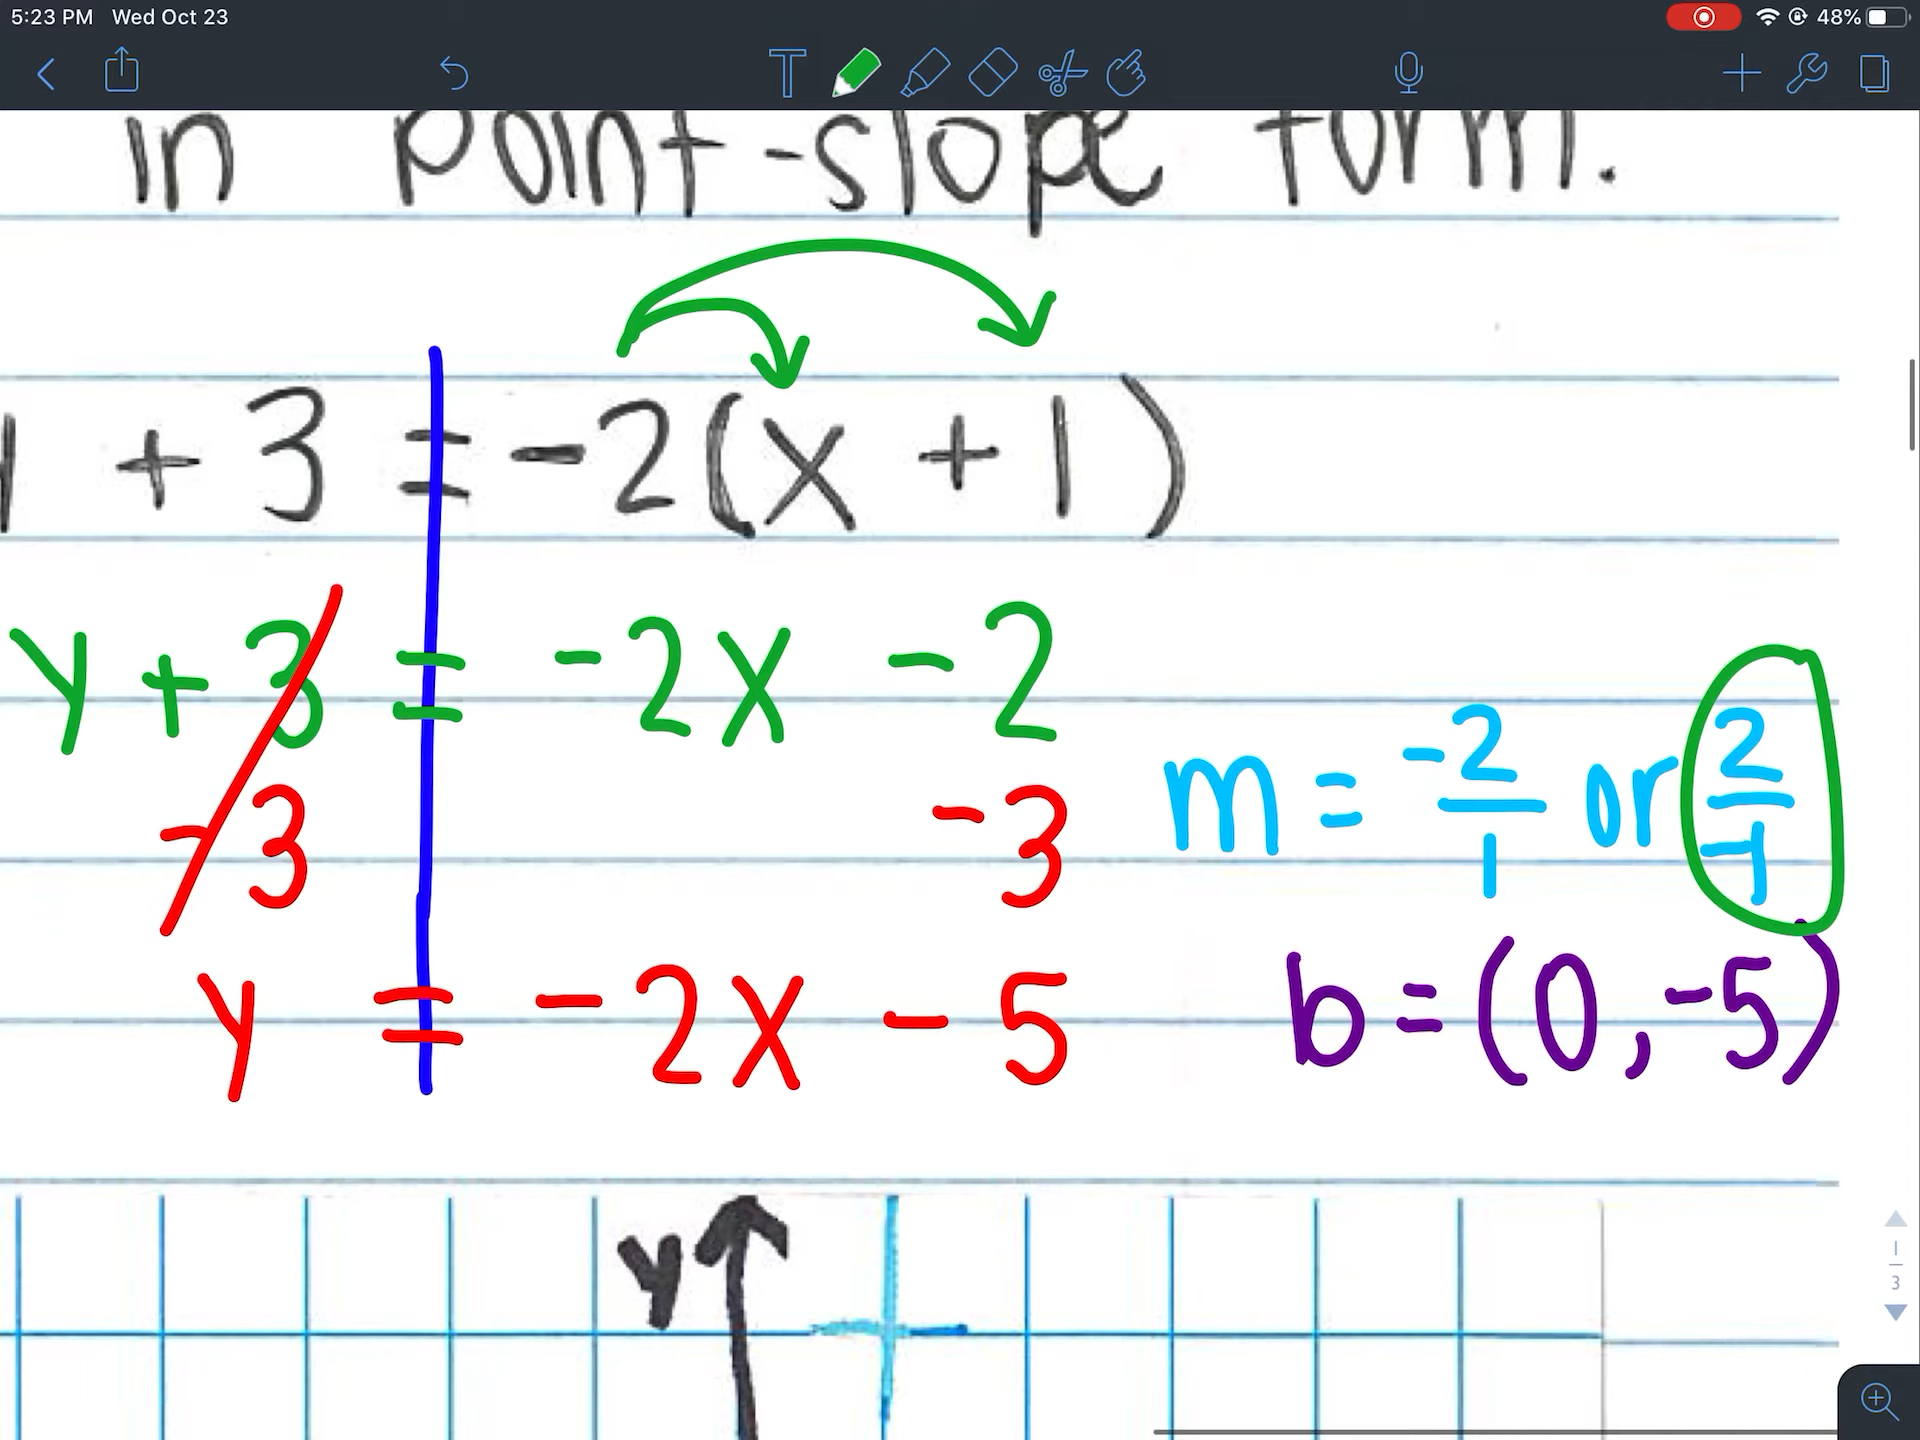 5:23 PM Wed Oct 23 48%
T
in point-slope form.
+ 3 = -2(x + 1)
y + 3 = -2x - 2
-3 -3
m = -2/1 or 2/-1
y = -2x - 5
b = (0, -5)
y
1
3